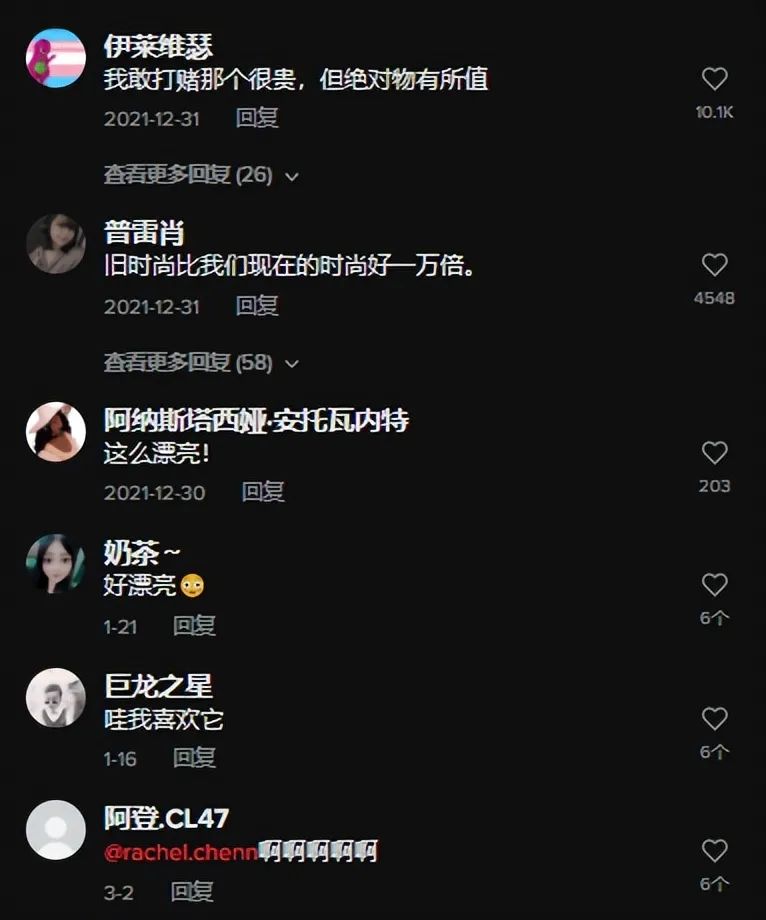 伊莱维瑟
我敢打赌那个很贵，但绝对物有所值
10.1K
2021-12-31 回复
查看更多回复 (26)
普雷肖
旧时尚比我们现在的时尚好一万倍。
4548
2021-12-31 回复
查看更多回复 (58)
阿纳斯塔西娅·安托瓦内特
这么漂亮！
203
2021-12-30 回复
奶茶~
好漂亮
6个
1-21 回复
巨龙之星
哇我喜欢它
6个
1-16 回复
阿登.CL47
@rachel.chenn啊啊啊啊啊
6个
3-2 回复